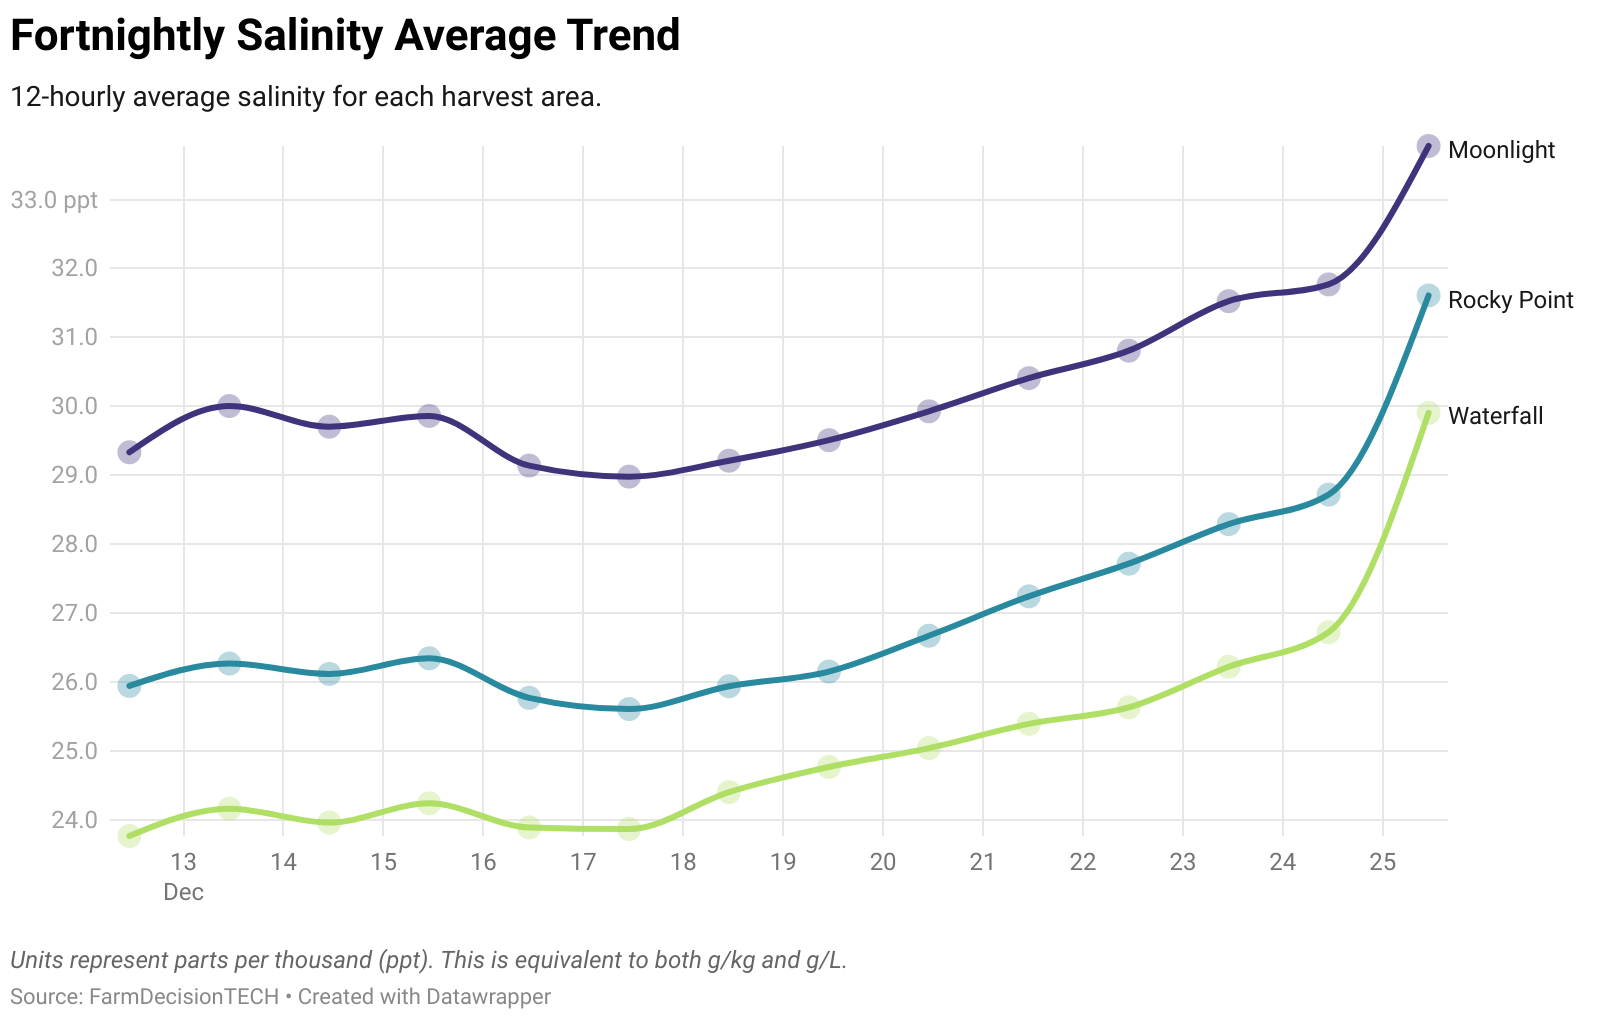 Fortnightly Salinity Average Trend
12-hourly average salinity for each harvest area.
Moonlight
33.0 ppt
32.0
Rocky Point
31.0
30.0
Waterfall
29.0
28.0
27.0
26.0
25.0
24.0
13 14 15 16 17 18 19 20 21 22 23 24 25
Dec
Units represent parts per thousand (ppt). This is equivalent to both g/kg and g/L.
Source: FarmDecisionTECH • Created with Datawrapper